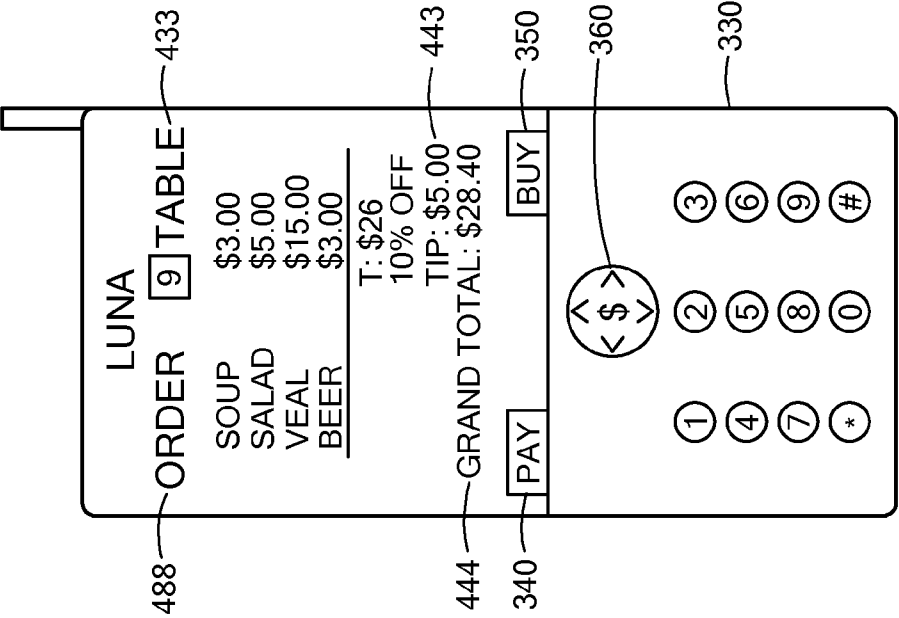 LUNA
ORDER 9 TABLE
SOUP $3.00
SALAD $5.00
VEAL $15.00
BEER $3.00
T: $26
10% OFF
TIP: $5.00
GRAND TOTAL: $28.40
PAY BUY
< $ >
1 2 3
4 5 6
7 8 9
* 0 #
488
433
443
444
340
350
360
330